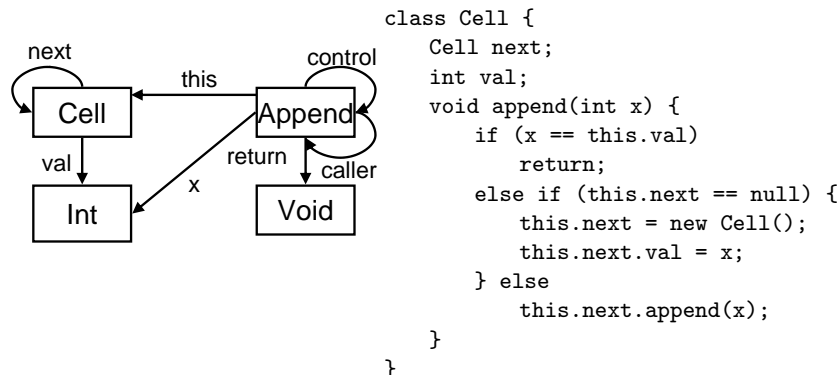 next
control
this
Cell
Append
val
return
caller
x
Int
Void
class Cell {
Cell next;
int val;
void append(int x) {
if (x == this.val)
return;
else if (this.next == null) {
this.next = new Cell();
this.next.val = x;
} else
this.next.append(x);
}
}